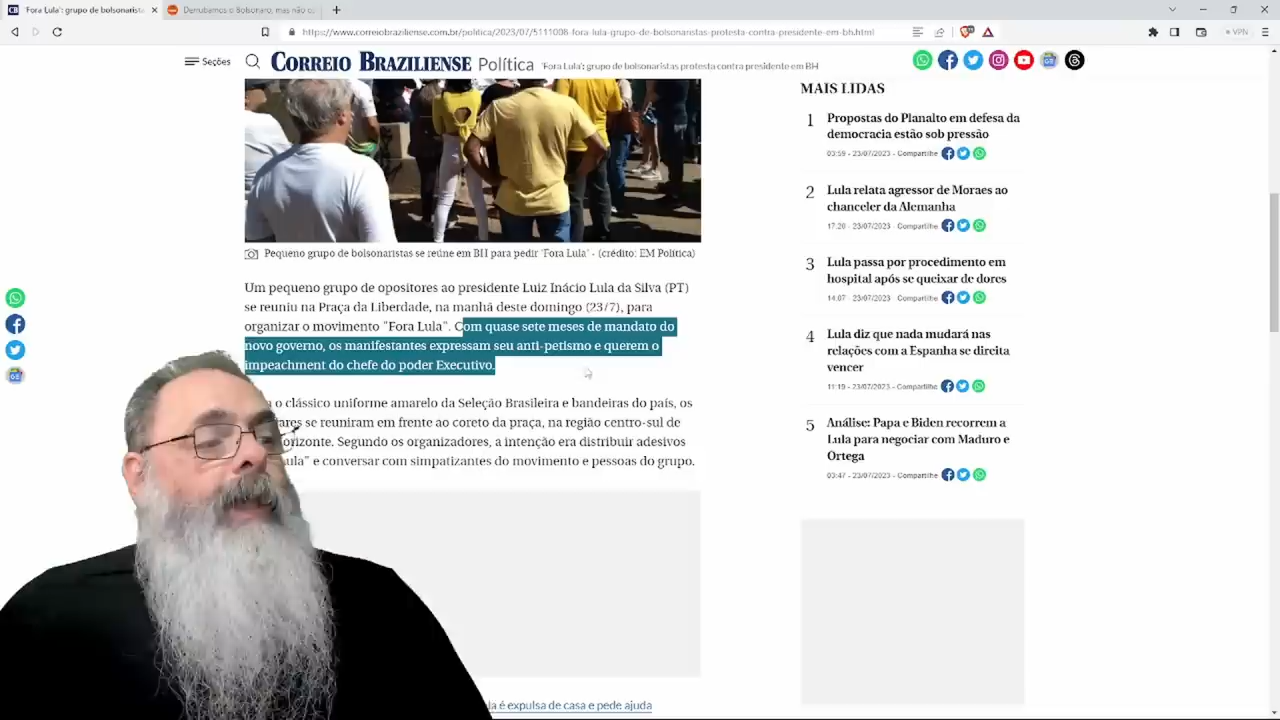 'Fora Lula': grupo de bolsonarista
Derrubamos o Bolsonaro, mas não co
https://www.correiobraziliense.com.br/politica/2023/07/5111008-fora-lula-grupo-de-bolsonaristas-protesta-contra-presidente-em-bh.html
VPN
Seções
CORREIO BRAZILIENSE
Política
'Fora Lula': grupo de bolsonaristas protesta contra presidente em BH
Pequeno grupo de bolsonaristas se reúne em BH para pedir 'Fora Lula' - (crédito: EM Política)
Um pequeno grupo de opositores ao presidente Luiz Inácio Lula da Silva (PT)
se reuniu na Praça da Liberdade, na manhã deste domingo (23/7), para
organizar o movimento "Fora Lula". Com quase sete meses de mandato do
novo governo, os manifestantes expressam seu anti-petismo e querem o
impeachment do chefe do poder Executivo.
o clássico uniforme amarelo da Seleção Brasileira e bandeiras do país, os
ares se reuniram em frente ao coreto da praça, na região centro-sul de
orizonte. Segundo os organizadores, a intenção era distribuir adesivos
ula" e conversar com simpatizantes do movimento e pessoas do grupo.
la é expulsa de casa e pede ajuda
MAIS LIDAS
1 Propostas do Planalto em defesa da
democracia estão sob pressão
03:59 - 23/07/2023 - Compartilhe
2 Lula relata agressor de Moraes ao
chanceler da Alemanha
17:20 - 23/07/2023 - Compartilhe
3 Lula passa por procedimento em
hospital após se queixar de dores
14:07 - 23/07/2023 - Compartilhe
4 Lula diz que nada mudará nas
relações com a Espanha se direita
vencer
11:19 - 23/07/2023 - Compartilhe
5 Análise: Papa e Biden recorrem a
Lula para negociar com Maduro e
Ortega
03:47 - 23/07/2023 - Compartilhe